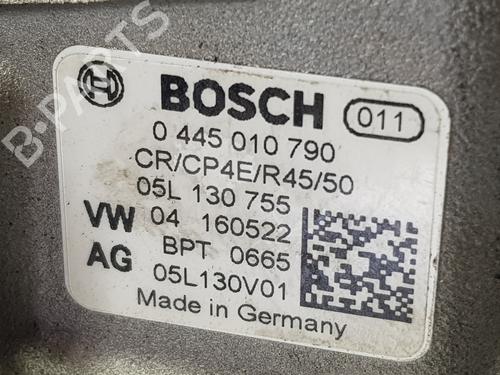 B-PARTS
BOSCH 011
0 445 010 790
CR/CP4E/R45/50
05L 130 755
VW 04 160522
AG BPT 0665
05L130V01
Made in Germany